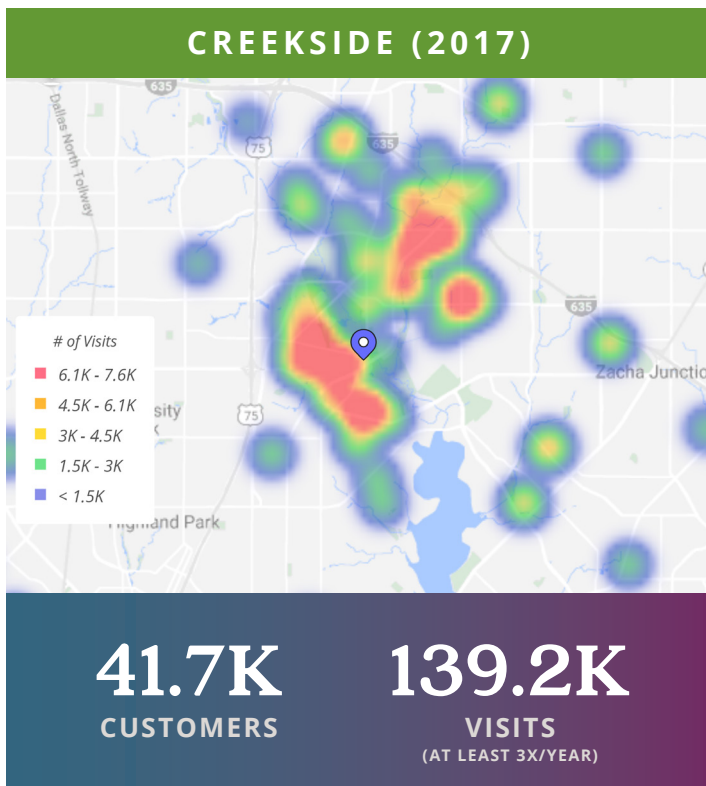 CREEKSIDE (2017)
635
Dallas North Tollway
75
635
635
# of Visits
6.1K - 7.6K
4.5K - 6.1K
3K - 4.5K
1.5K - 3K
< 1.5K
Zacha Junctio
sity
75
Highland Park
41.7K
CUSTOMERS
139.2K
VISITS
(AT LEAST 3X/YEAR)